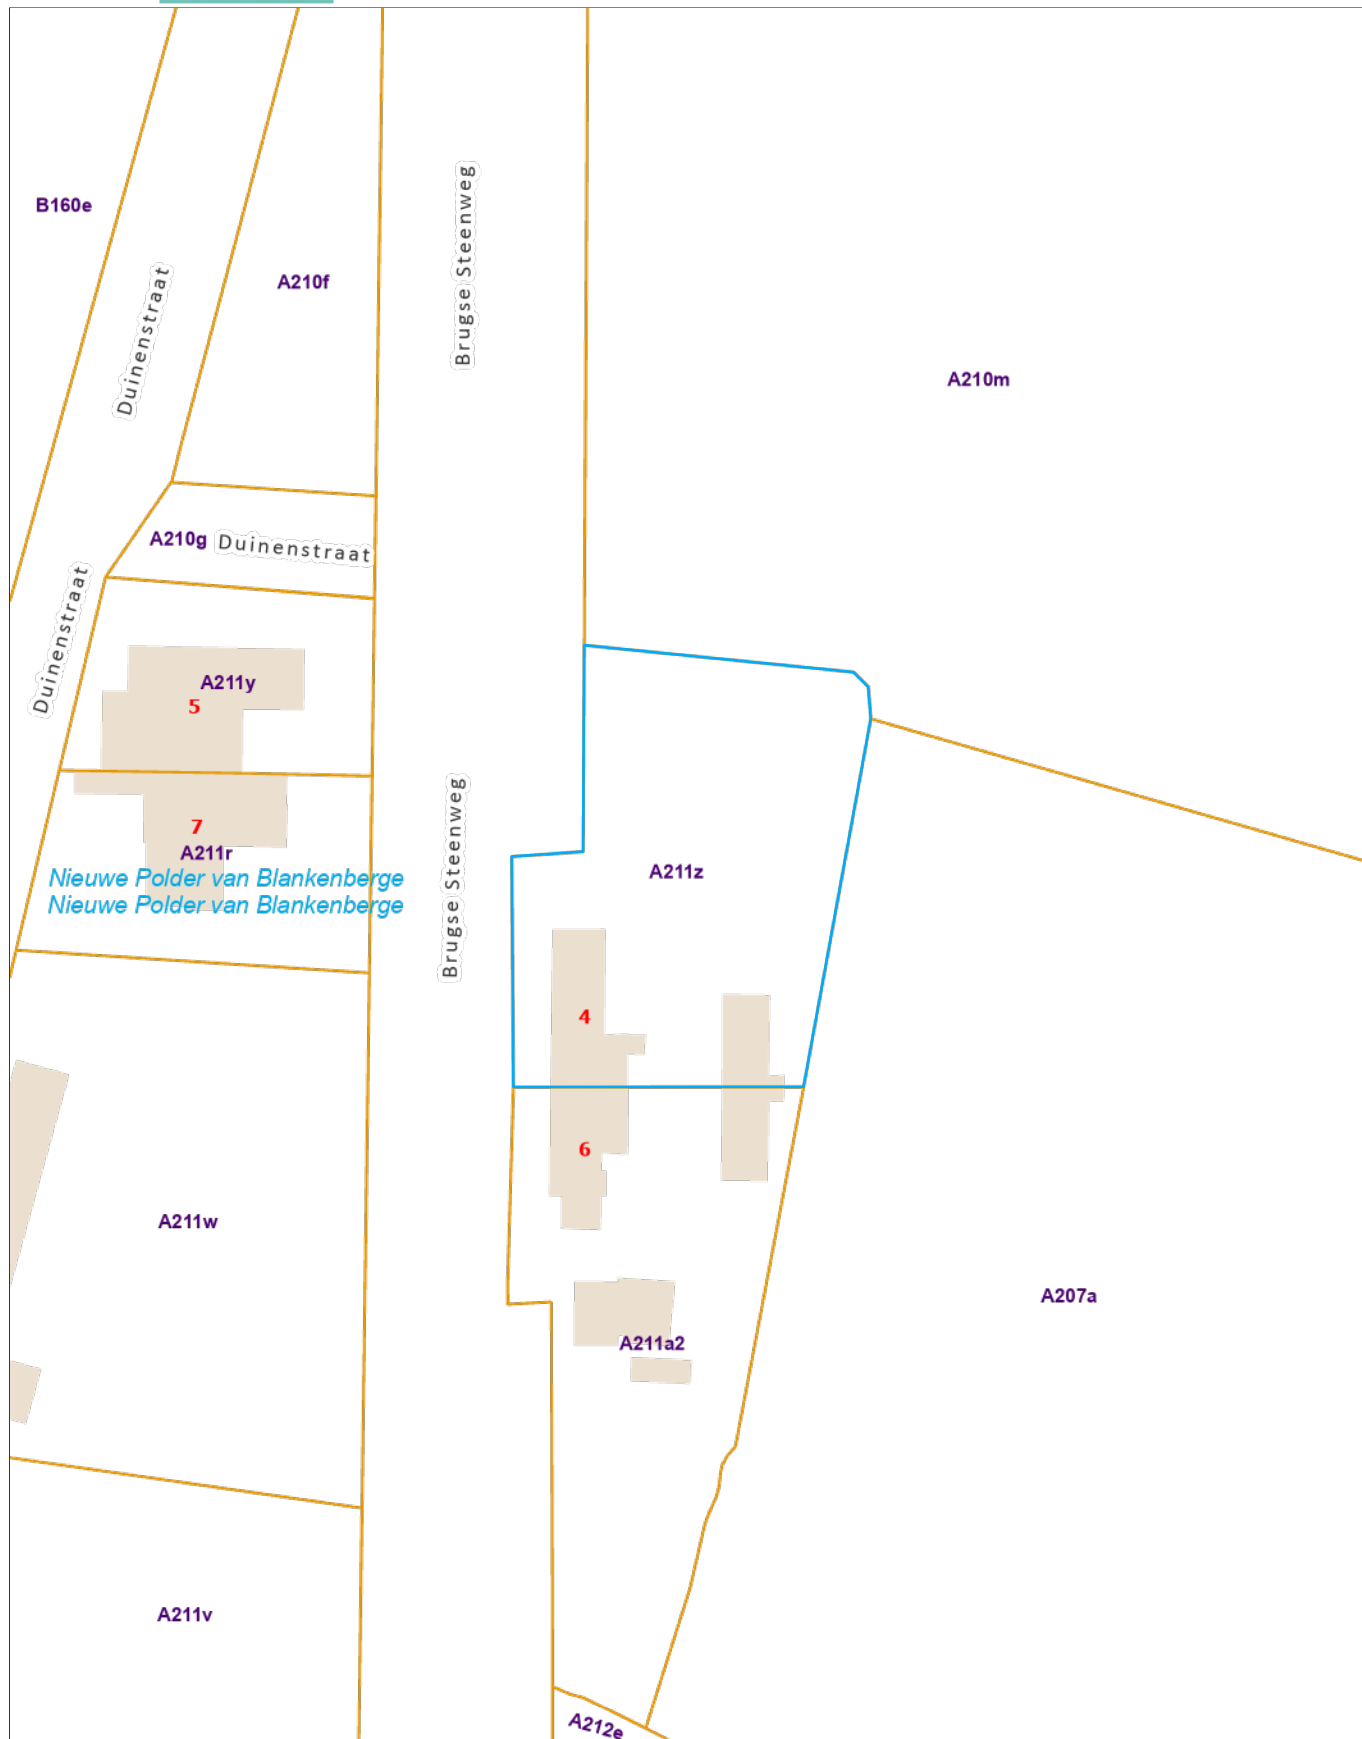 Brugse Steenweg
B160e
A210f
Duinenstraat
A210m
A210g
Duinenstraat
Duinenstraat
A211y
5
7
A211r
Nieuwe Polder van Blankenberge
Nieuwe Polder van Blankenberge
Brugse Steenweg
A211z
4
6
A211w
A207a
A211a2
A211v
A212e